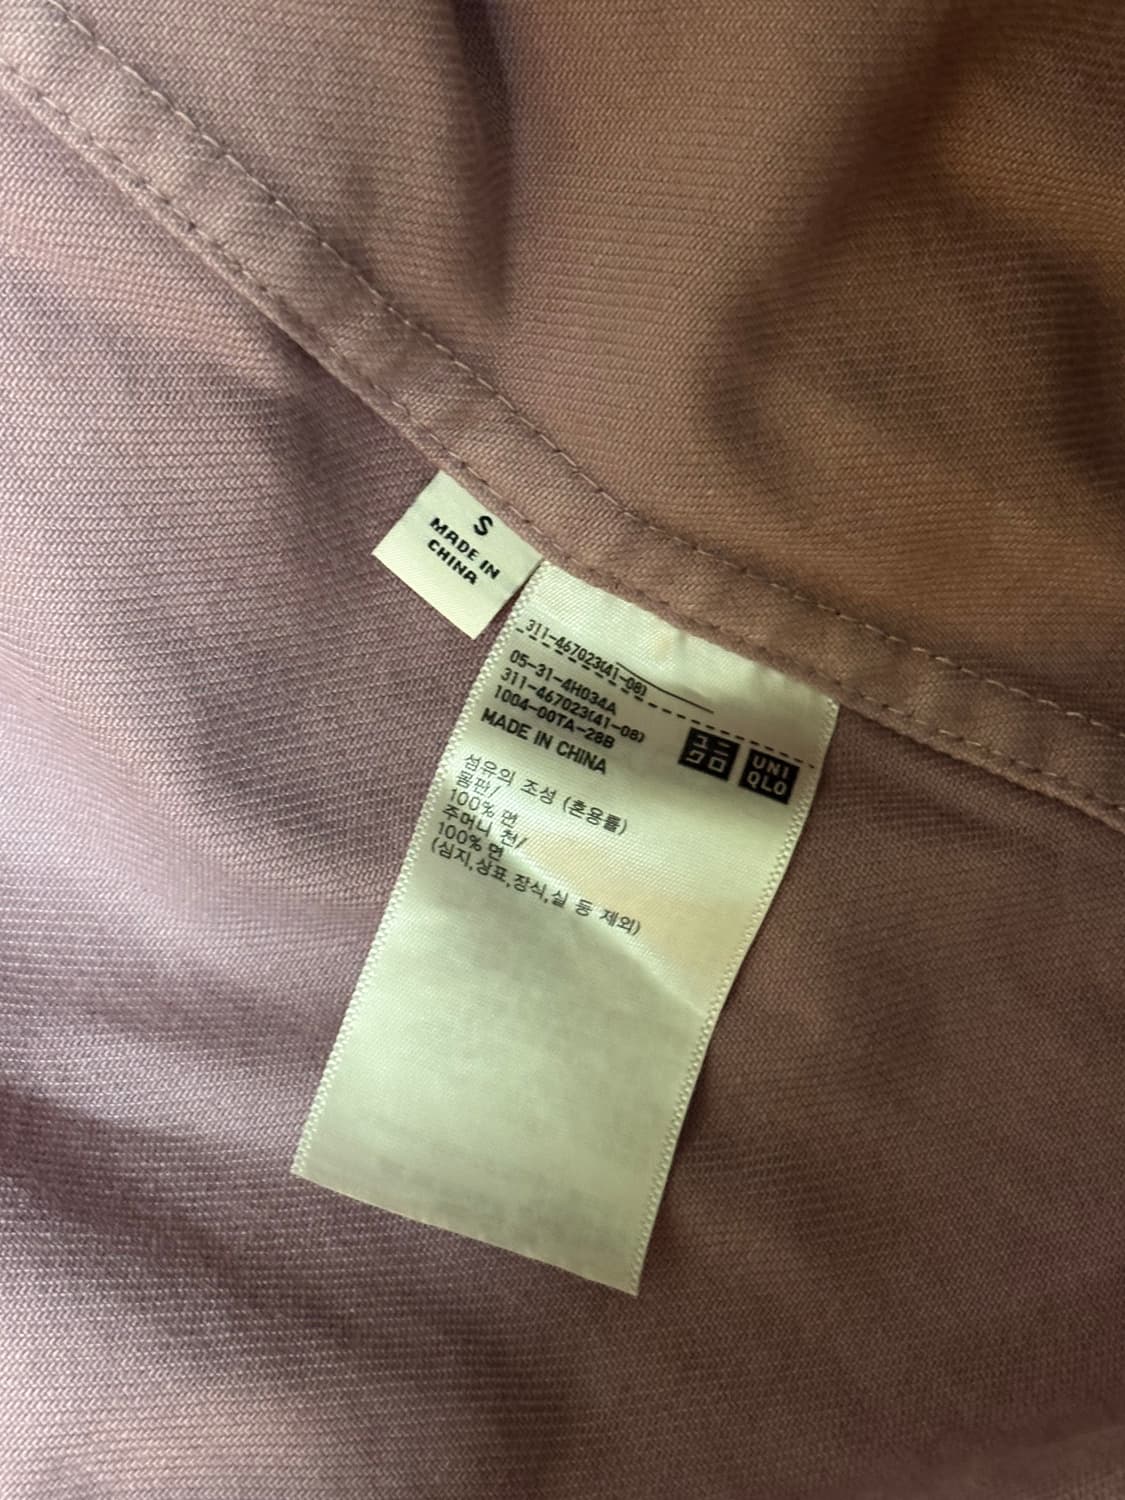 S
MADE IN
CHINA
311-467023(41-08)
05-31-4H034A
311-467023(41-08)
1004-00TA-28B
MADE IN CHINA
ユニ
クロ
UNI
QLO
섬유의 조성 (혼용률)
몸판/
100% 면
주머니 천/
100% 면
(심지,상표,장식,실 등 제외)